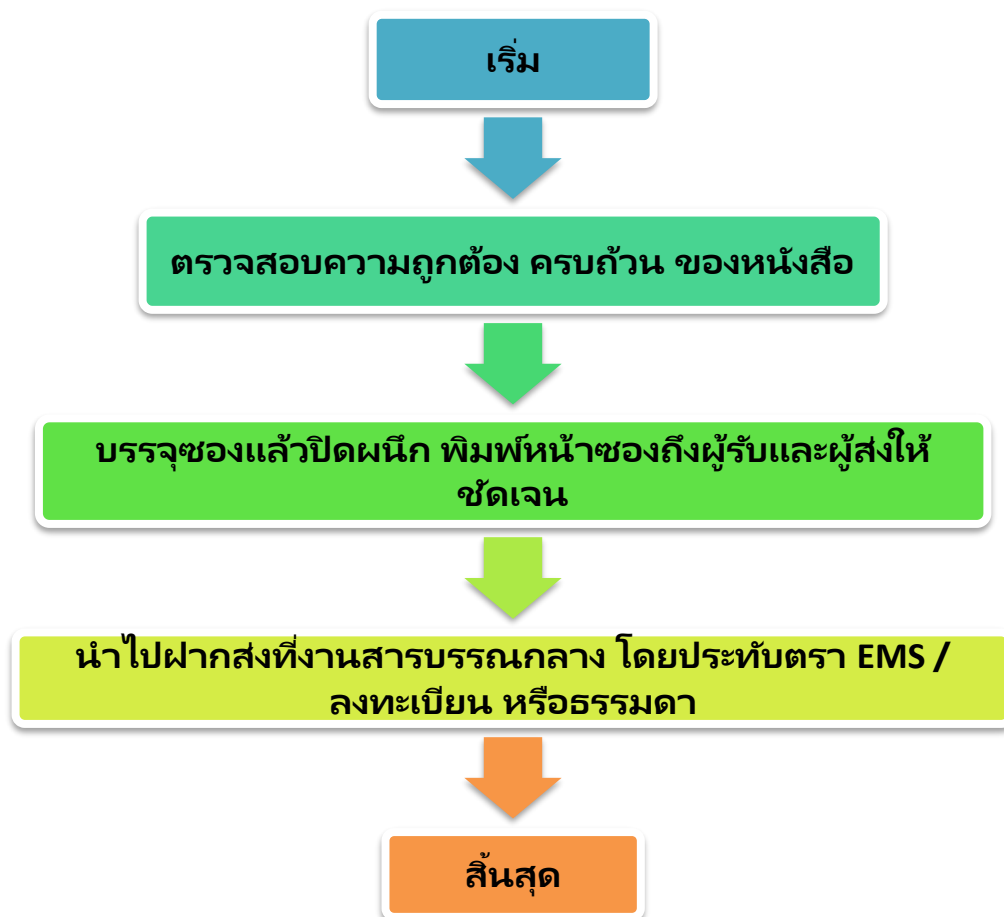 เริ่ม
ตรวจสอบความถูกต้อง ครบถ้วน ของหนังสือ
บรรจุซองแล้วปิดผนึก พิมพ์หน้าซองถึงผู้รับและผู้ส่งให้
ชัดเจน
นำไปฝากส่งที่งานสารบรรณกลาง โดยประทับตรา EMS /
ลงทะเบียน หรือธรรมดา
สิ้นสุด